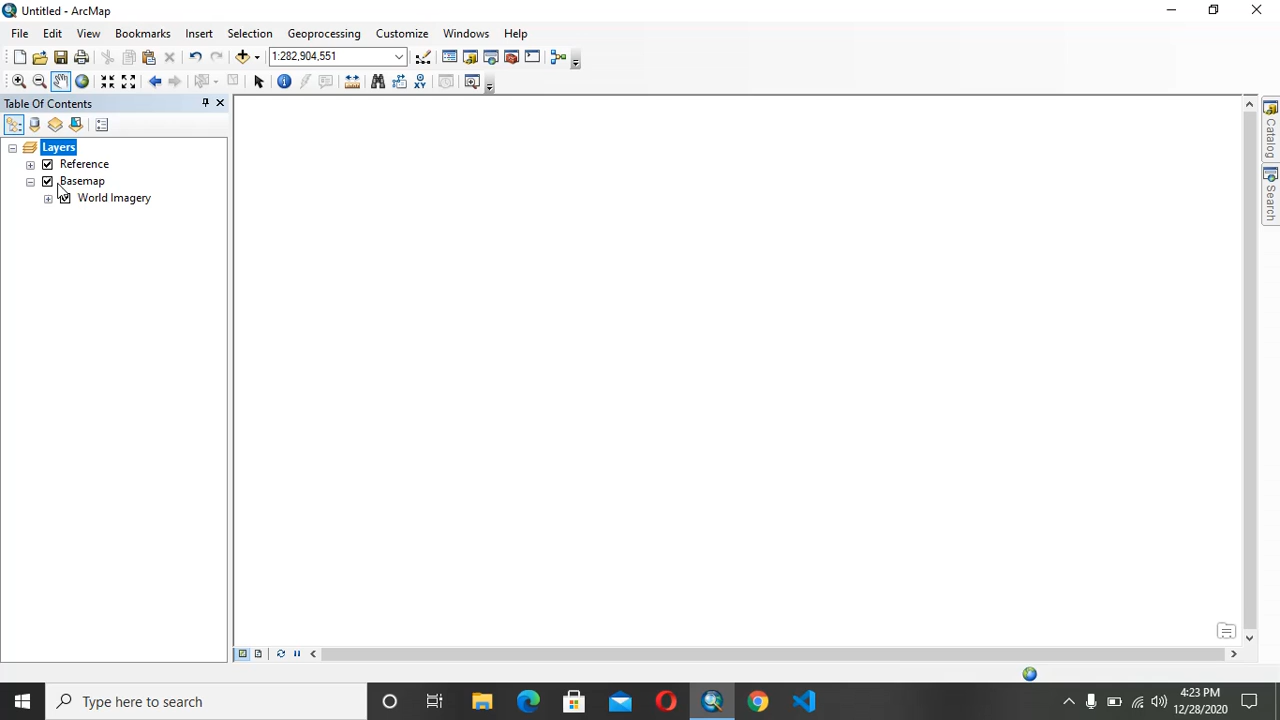 Untitled - ArcMap
File Edit View Bookmarks Insert Selection Geoprocessing Customize Windows Help
1:282,904,551
XY
Table Of Contents
Layers
Reference
Basemap
World Imagery
Catalog
Search
Type here to search
4:23 PM
12/28/2020